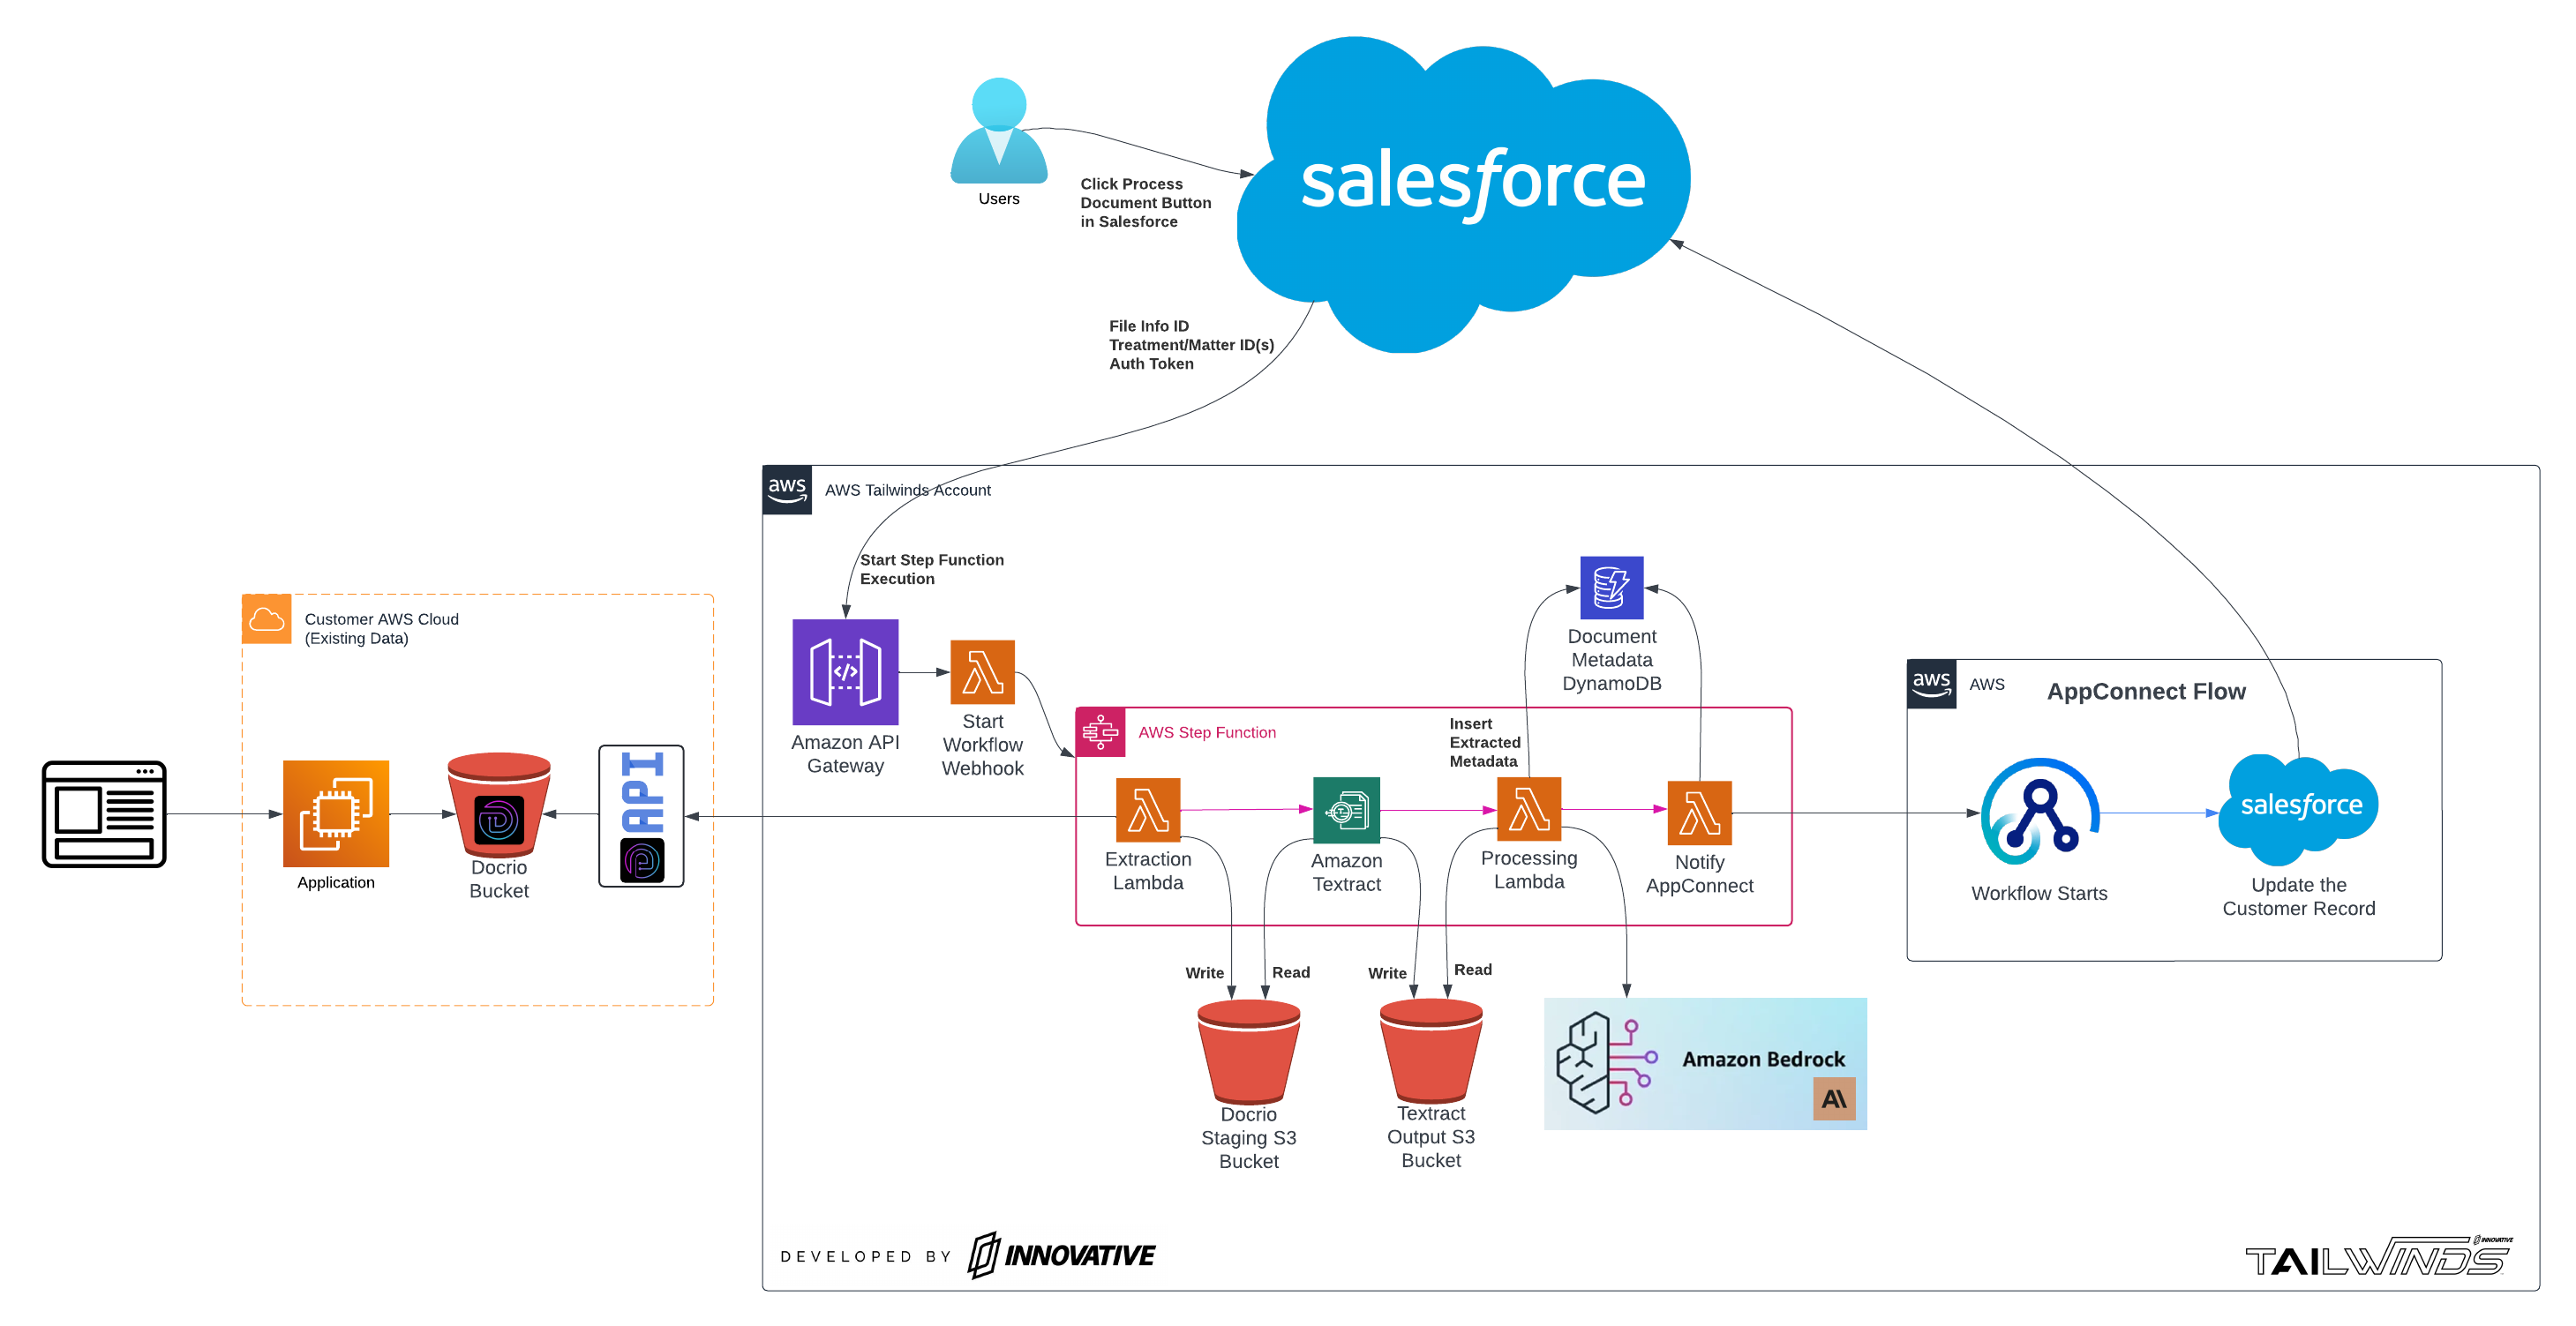 salesforce
Users
Click Process
Document Button
in Salesforce
File Info ID
Treatment/Matter ID(s)
Auth Token
aws
AWS Tailwinds Account
Start Step Function
Execution
Customer AWS Cloud
(Existing Data)
Application
Docrio
Bucket
API
</>
Amazon API
Gateway
Start
Workflow
Webhook
Document
Metadata
DynamoDB
AWS Step Function
Insert
Extracted
Metadata
Extraction
Lambda
Amazon
Textract
Processing
Lambda
Notify
AppConnect
aws
AWS
AppConnect Flow
Workflow Starts
salesforce
Update the
Customer Record
Write
Read
Write
Read
Docrio
Staging S3
Bucket
Textract
Output S3
Bucket
Amazon Bedrock
AI
DEVELOPED BY
INNOVATIVE
INNOVATIVE
TAILWINDS